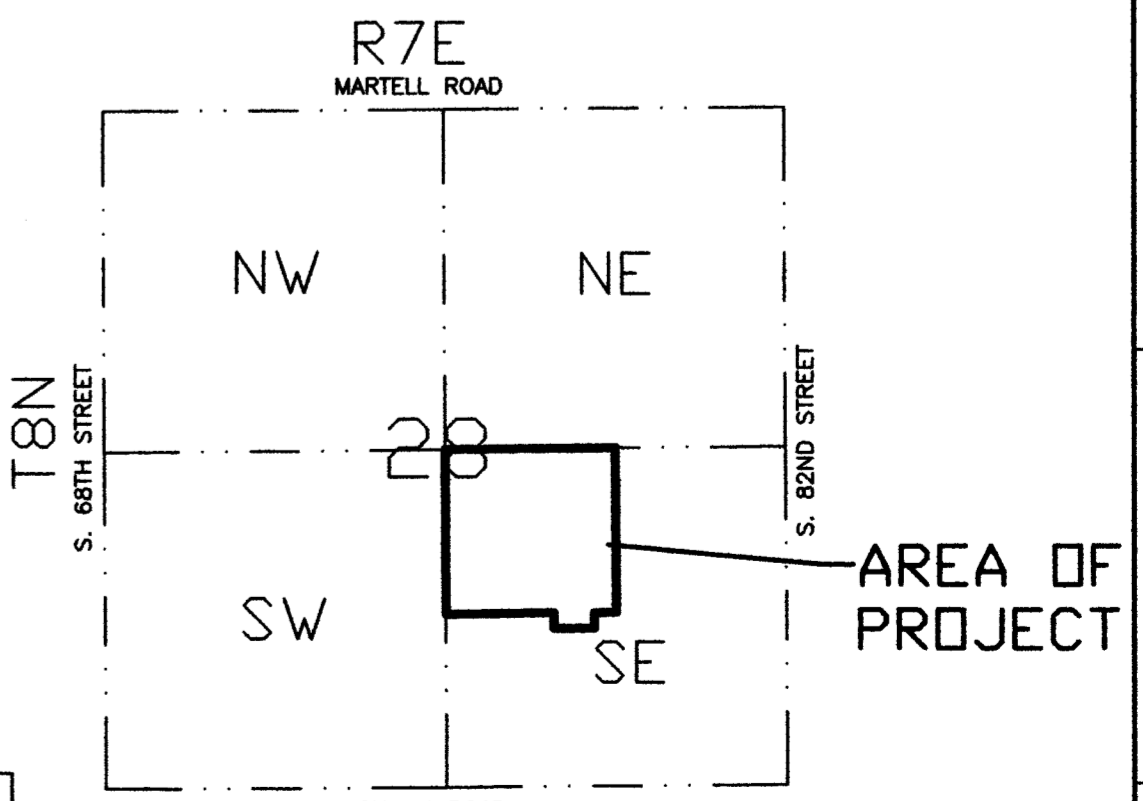 R7E
MARTELL ROAD
NW
NE
T8N
S. 68TH STREET
28
S. 82ND STREET
AREA OF
PROJECT
SW
SE